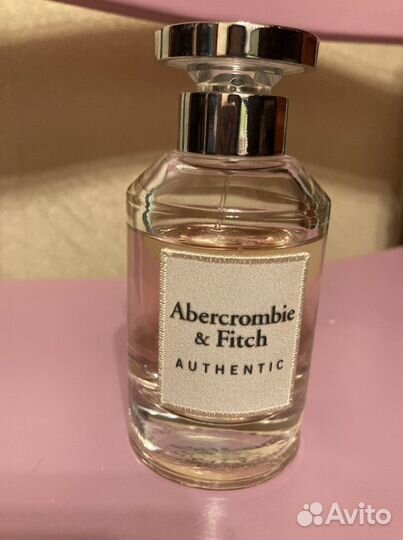 Abercrombie
& Fitch
AUTHENTIC
Avito